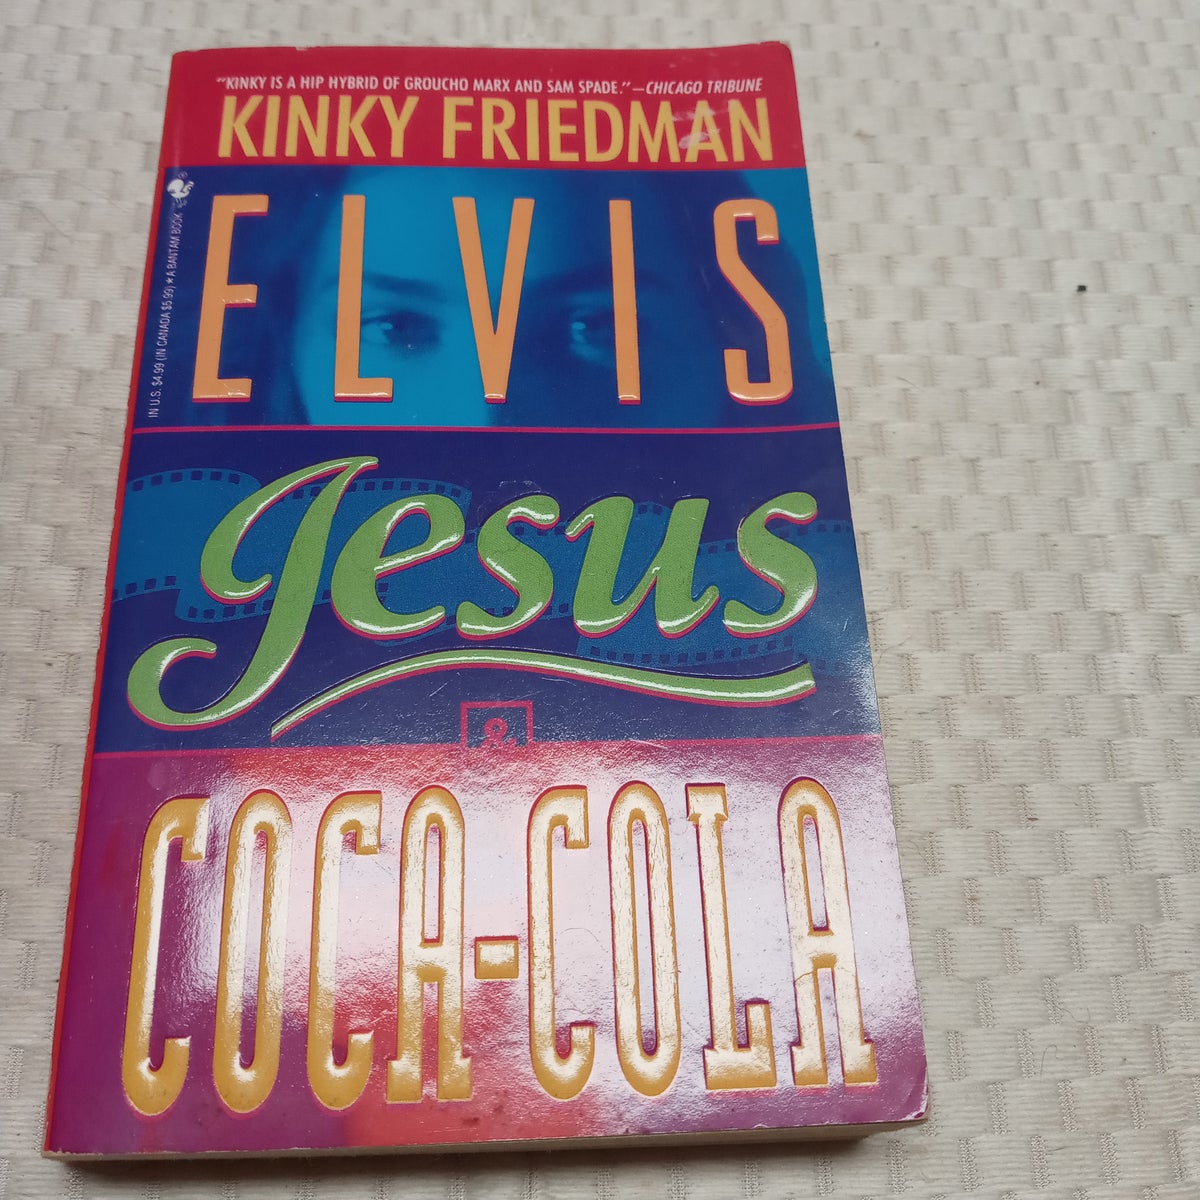 "KINKY IS A HIP HYBRID OF GROUCHO MARX AND SAM SPADE."—CHICAGO TRIBUNE
KINKY FRIEDMAN
IN U.S. $4.99 (IN CANADA $5.99) ★ A BANTAM BOOK
ELVIS
Jesus
&
COCA-COLA